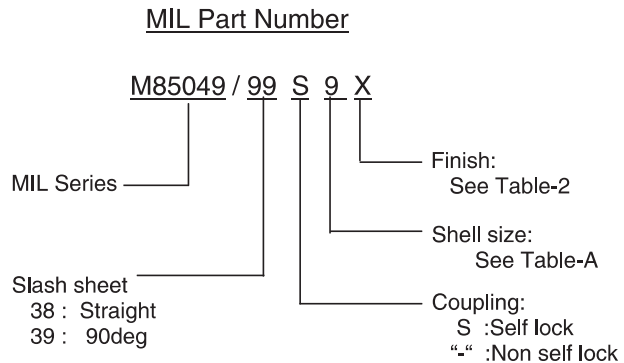 MIL Part Number
M85049 / 99 S 9 X
Finish:
See Table-2
MIL Series
Shell size:
See Table-A
Slash sheet
38 : Straight
39 : 90deg
Coupling:
S :Self lock
“-“ :Non self lock